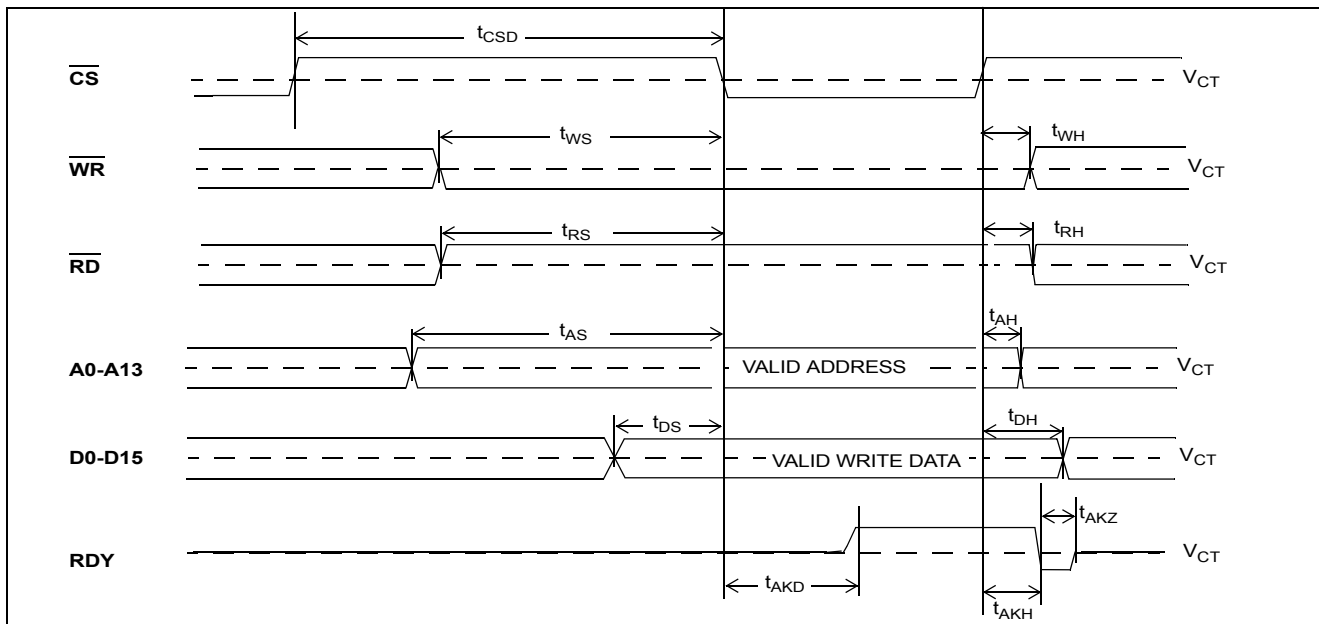 tCSD
CS VCT
tWS tWH
WR VCT
tRS tRH
RD VCT
tAS tAH
A0-A13 VALID ADDRESS VCT
tDS tDH
D0-D15 VALID WRITE DATA VCT
tAKZ
RDY VCT
tAKD
tAKH